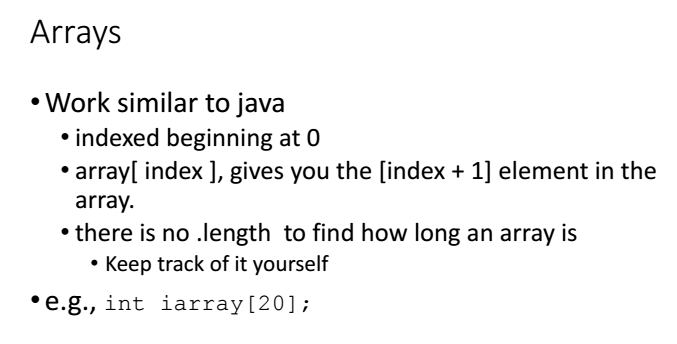 Arrays
• Work similar to java
• indexed beginning at 0
• array[ index ], gives you the [index + 1] element in the
array.
• there is no .length  to find how long an array is
• Keep track of it yourself
• e.g., int iarray[20];